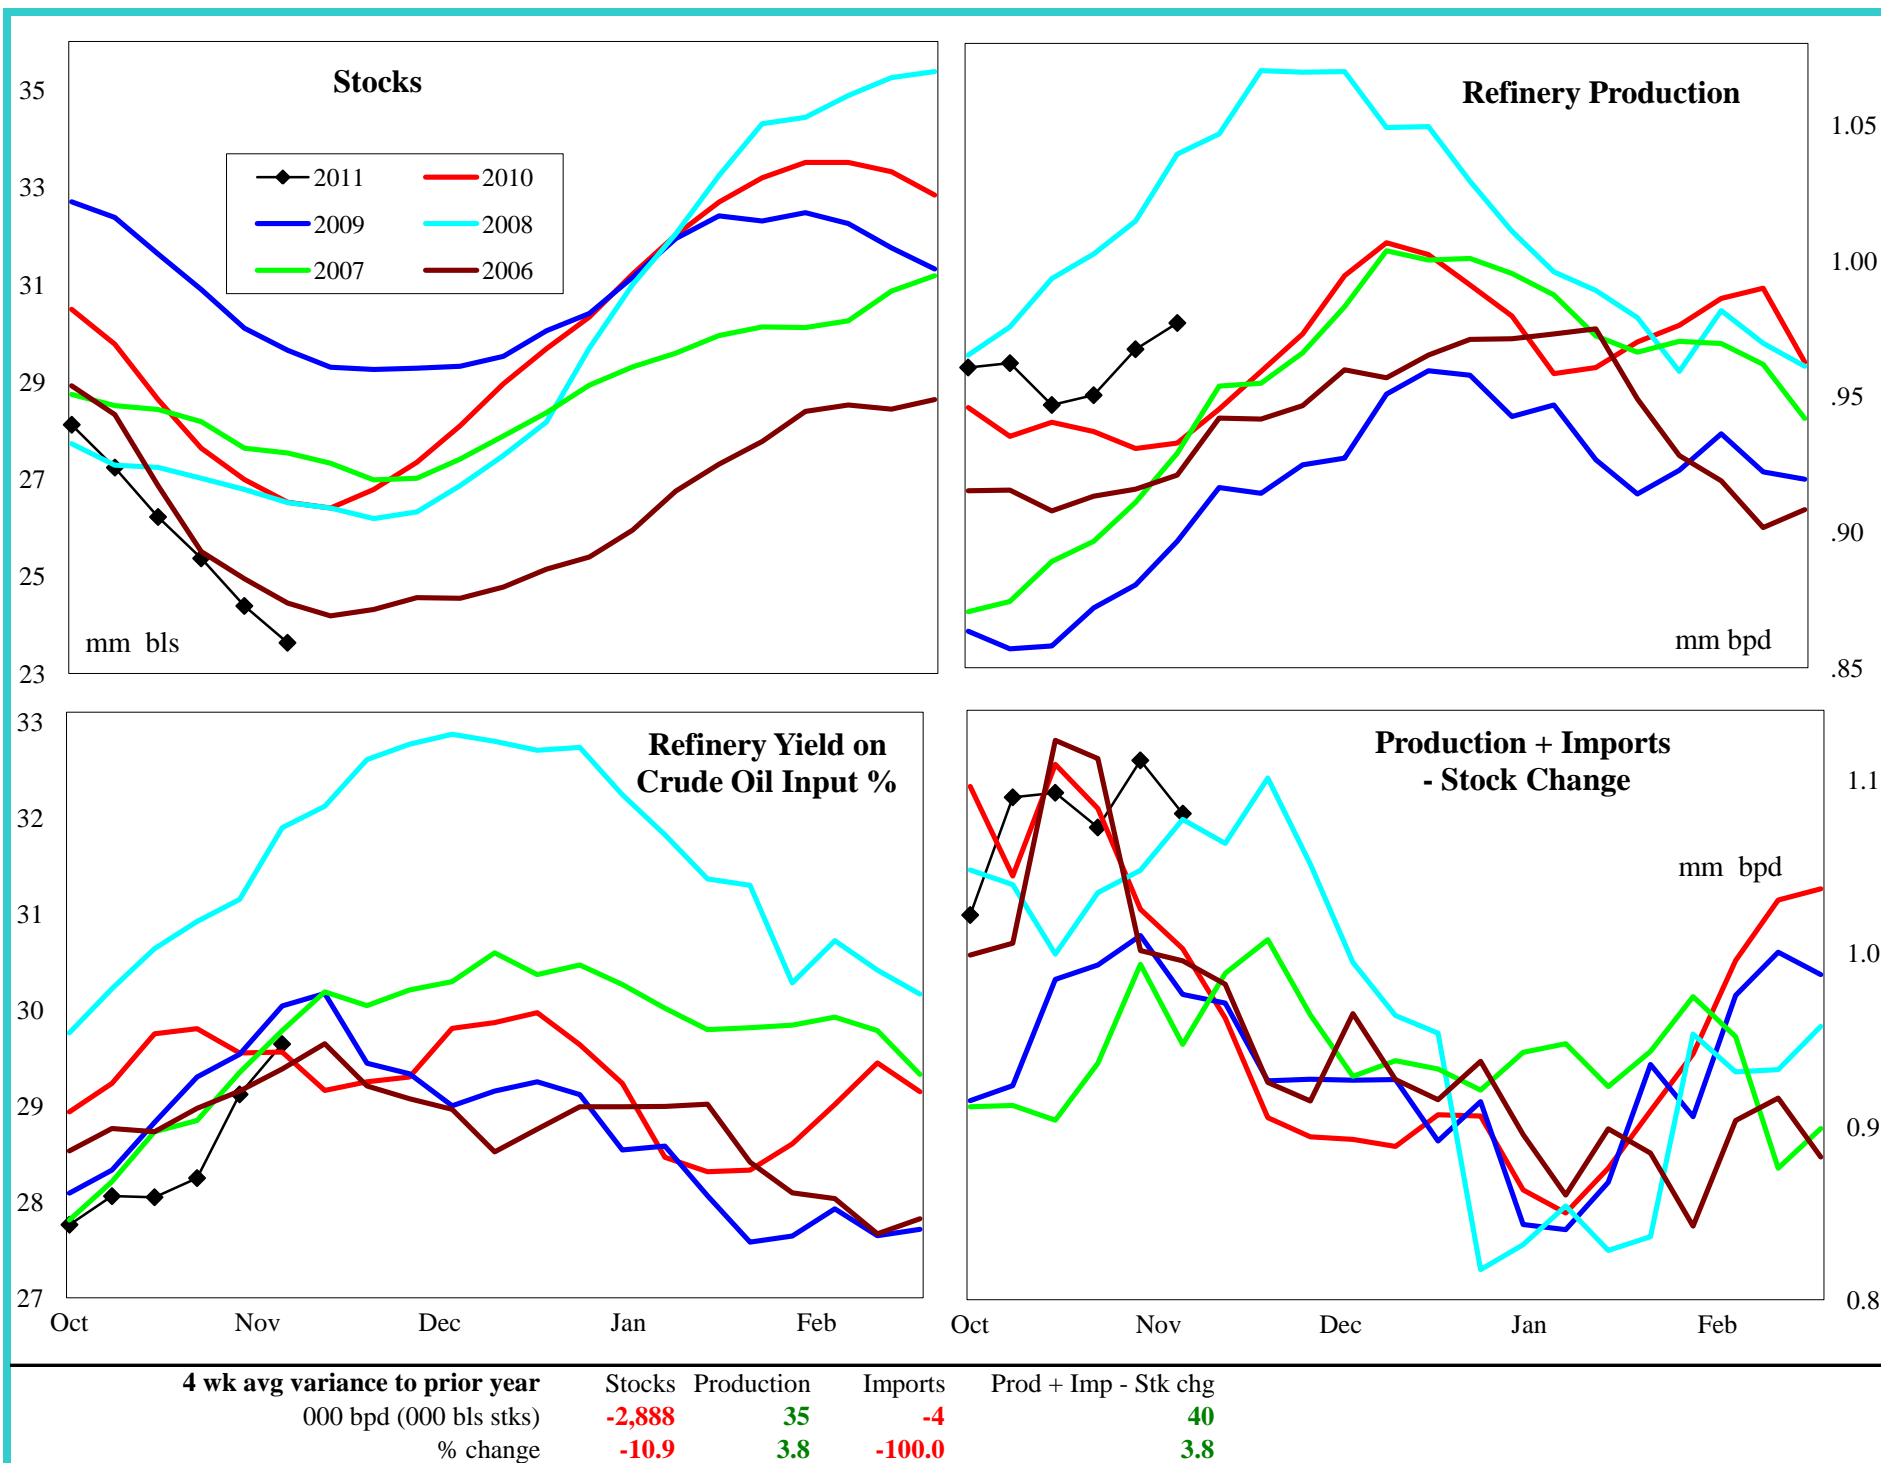 Stocks
35
33
31
29
27
25
23
2011
2010
2009
2008
2007
2006
mm bls
Refinery Production
1.05
1.00
.95
.90
.85
mm bpd
Refinery Yield on
Crude Oil Input %
33
32
31
30
29
28
27
Oct Nov Dec Jan Feb
Production + Imports
- Stock Change
mm bpd
1.1
1.0
0.9
0.8
Oct Nov Dec Jan Feb
4 wk avg variance to prior year Stocks Production Imports Prod + Imp - Stk chg
000 bpd (000 bls stks) -2,888 35 -4 40
% change -10.9 3.8 -100.0 3.8